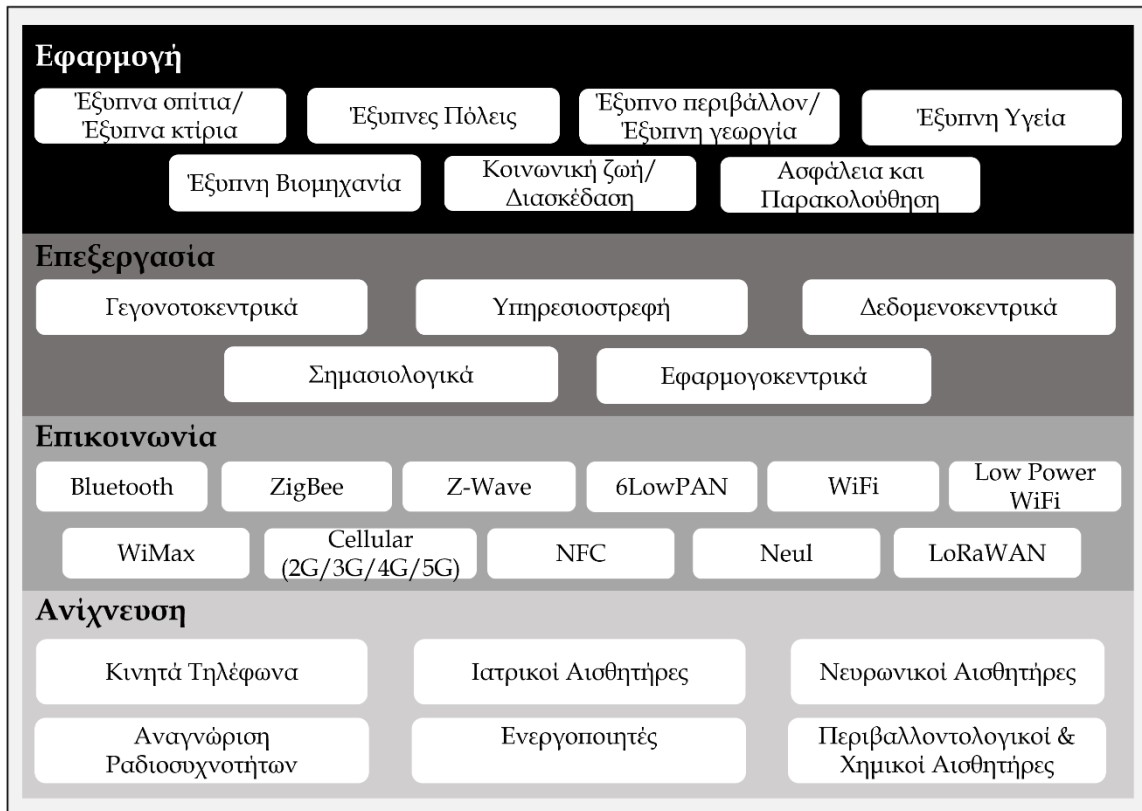 Εφαρμογή
Έξυπνα σπίτια/
Έξυπνα κτίρια
Έξυπνες Πόλεις
Έξυπνο περιβάλλον/
Έξυπνη γεωργία
Έξυπνη Υγεία
Έξυπνη Βιομηχανία
Κοινωνική ζωή/
Διασκέδαση
Ασφάλεια και
Παρακολούθηση
Επεξεργασία
Γεγονοτοκεντρικά
Υπηρεσιοστρεφή
Δεδομενοκεντρικά
Σημασιολογικά
Εφαρμογοκεντρικά
Επικοινωνία
Bluetooth
ZigBee
Z-Wave
6LowPAN
WiFi
Low Power
WiFi
WiMax
Cellular
(2G/3G/4G/5G)
NFC
Neul
LoRaWAN
Ανίχνευση
Κινητά Τηλέφωνα
Ιατρικοί Αισθητήρες
Νευρωνικοί Αισθητήρες
Αναγνώριση
Ραδιοσυχνοτήτων
Ενεργοποιητές
Περιβαλλοντολογικοί &
Χημικοί Αισθητήρες